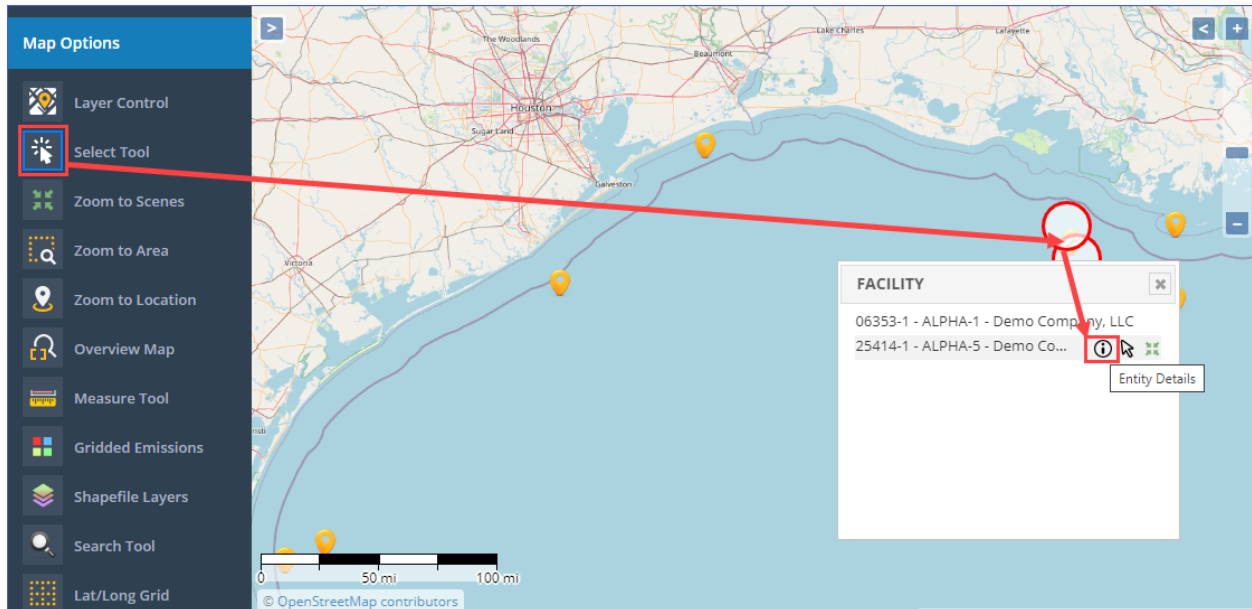 Map Options
Layer Control
Select Tool
Zoom to Scenes
Zoom to Area
Zoom to Location
Overview Map
Measure Tool
Gridded Emissions
Shapefile Layers
Search Tool
Lat/Long Grid
>
<
+
The Woodlands
Lake Charles
Lafayette
Beaumont
Houston
Sugar Land
Galveston
Victoria
−
FACILITY
06353-1 - ALPHA-1 - Demo Company, LLC
25414-1 - ALPHA-5 - Demo Co...
Entity Details
0 50 mi 100 mi
© OpenStreetMap contributors